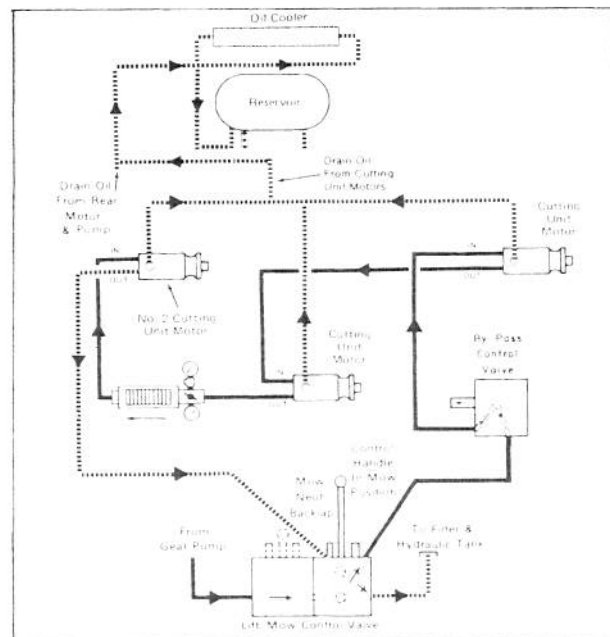 Oil Cooler
Reservoir
Drain Oil
From Rear
Motor
& Pump
Drain Oil
From Cutting
Unit Motors
Cutting
Unit
Motor
IN
OUT
No. 2 Cutting
Unit Motor
IN
OUT
Cutting
Unit
Motor
IN
OUT
By Pass
Control
Valve
Control
Handle
In Mow
Position
Mow
Neut
Backlap
From
Gear Pump
To Filter &
Hydraulic Tank
Lift/Mow Control Valve